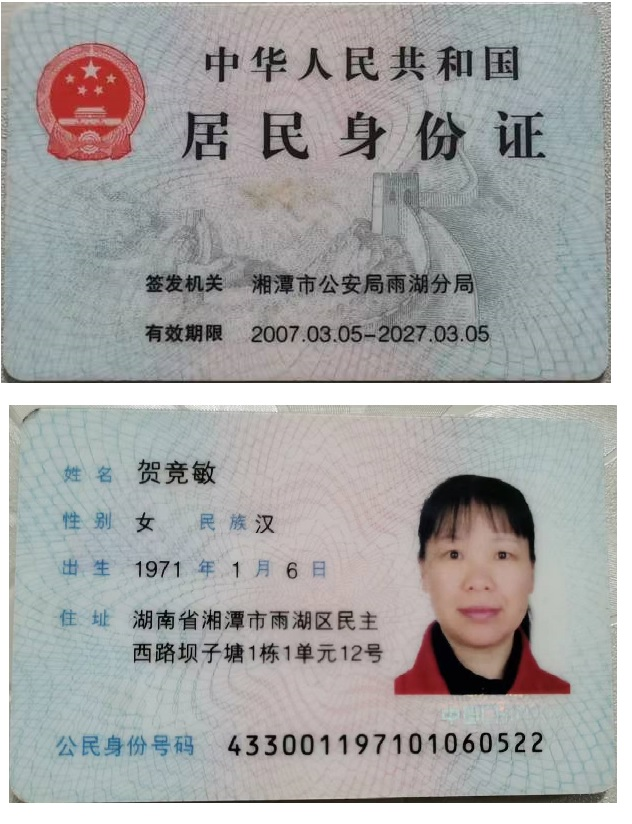 中华人民共和国
居民身份证
签发机关 湘潭市公安局雨湖分局
有效期限 2007.03.05-2027.03.05
姓名 贺竞敏
性别 女 民族 汉
出生 1971 年 1 月 6 日
住址 湖南省湘潭市雨湖区民主
西路坝子塘1栋1单元12号
公民身份号码 433001197101060522